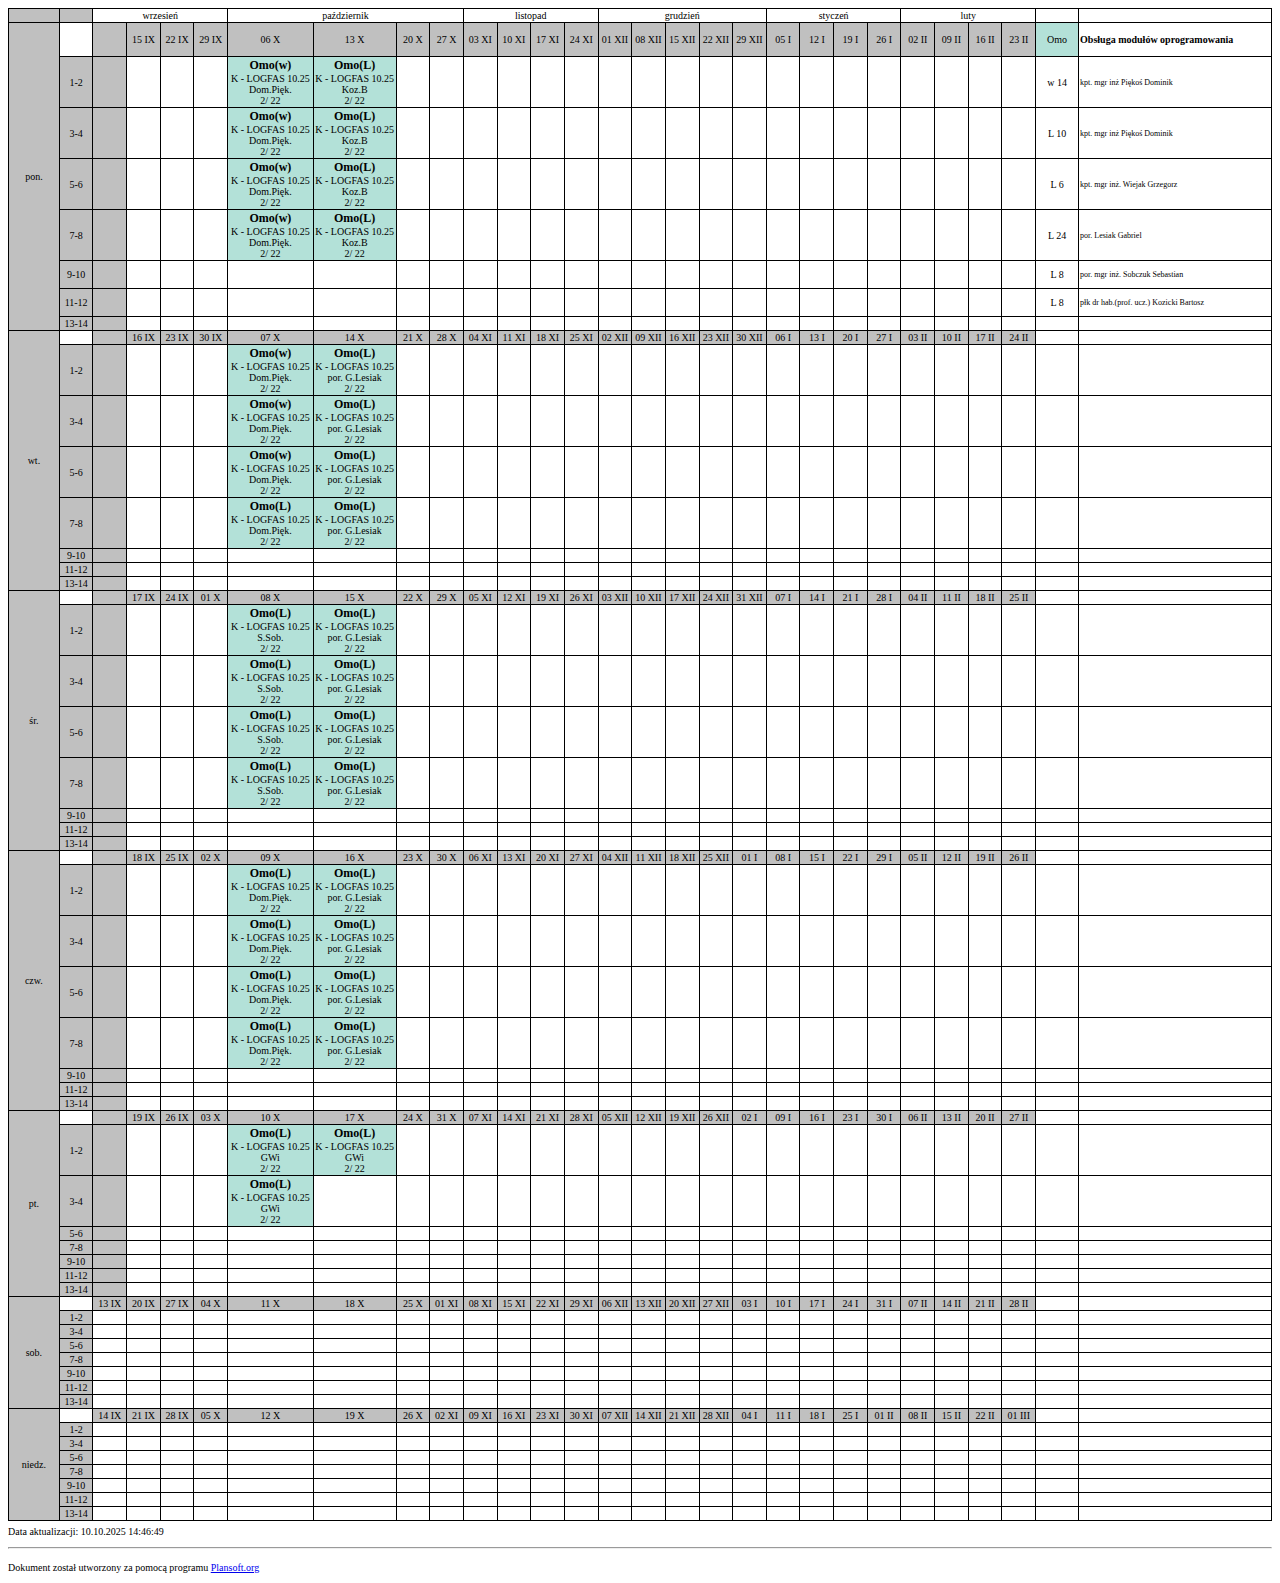 wrzesień październik listopad grudzień styczeń luty
pon. 15 IX 22 IX 29 IX 06 X 13 X 20 X 27 X 03 XI 10 XI 17 XI 24 XI 01 XII 08 XII 15 XII 22 XII 29 XII 05 I 12 I 19 I 26 I 02 II 09 II 16 II 23 II Omo Obsługa modułów oprogramowania
1-2 Omo(w) K - LOGFAS 10.25 Dom.Pięk. 2/ 22 Omo(L) K - LOGFAS 10.25 Koz.B 2/ 22 w 14 kpt. mgr inż Piękoś Dominik
3-4 Omo(w) K - LOGFAS 10.25 Dom.Pięk. 2/ 22 Omo(L) K - LOGFAS 10.25 Koz.B 2/ 22 L 10 kpt. mgr inż Piękoś Dominik
5-6 Omo(w) K - LOGFAS 10.25 Dom.Pięk. 2/ 22 Omo(L) K - LOGFAS 10.25 Koz.B 2/ 22 L 6 kpt. mgr inż. Wiejak Grzegorz
7-8 Omo(w) K - LOGFAS 10.25 Dom.Pięk. 2/ 22 Omo(L) K - LOGFAS 10.25 Koz.B 2/ 22 L 24 por. Lesiak Gabriel
9-10 L 8 por. mgr inż. Sobczuk Sebastian
11-12 L 8 płk dr hab.(prof. ucz.) Kozicki Bartosz
13-14
wt. 16 IX 23 IX 30 IX 07 X 14 X 21 X 28 X 04 XI 11 XI 18 XI 25 XI 02 XII 09 XII 16 XII 23 XII 30 XII 06 I 13 I 20 I 27 I 03 II 10 II 17 II 24 II
1-2 Omo(w) K - LOGFAS 10.25 Dom.Pięk. 2/ 22 Omo(L) K - LOGFAS 10.25 por. G.Lesiak 2/ 22
3-4 Omo(w) K - LOGFAS 10.25 Dom.Pięk. 2/ 22 Omo(L) K - LOGFAS 10.25 por. G.Lesiak 2/ 22
5-6 Omo(w) K - LOGFAS 10.25 Dom.Pięk. 2/ 22 Omo(L) K - LOGFAS 10.25 por. G.Lesiak 2/ 22
7-8 Omo(L) K - LOGFAS 10.25 Dom.Pięk. 2/ 22 Omo(L) K - LOGFAS 10.25 por. G.Lesiak 2/ 22
9-10
11-12
13-14
śr. 17 IX 24 IX 01 X 08 X 15 X 22 X 29 X 05 XI 12 XI 19 XI 26 XI 03 XII 10 XII 17 XII 24 XII 31 XII 07 I 14 I 21 I 28 I 04 II 11 II 18 II 25 II
1-2 Omo(L) K - LOGFAS 10.25 S.Sob. 2/ 22 Omo(L) K - LOGFAS 10.25 por. G.Lesiak 2/ 22
3-4 Omo(L) K - LOGFAS 10.25 S.Sob. 2/ 22 Omo(L) K - LOGFAS 10.25 por. G.Lesiak 2/ 22
5-6 Omo(L) K - LOGFAS 10.25 S.Sob. 2/ 22 Omo(L) K - LOGFAS 10.25 por. G.Lesiak 2/ 22
7-8 Omo(L) K - LOGFAS 10.25 S.Sob. 2/ 22 Omo(L) K - LOGFAS 10.25 por. G.Lesiak 2/ 22
9-10
11-12
13-14
czw. 18 IX 25 IX 02 X 09 X 16 X 23 X 30 X 06 XI 13 XI 20 XI 27 XI 04 XII 11 XII 18 XII 25 XII 01 I 08 I 15 I 22 I 29 I 05 II 12 II 19 II 26 II
1-2 Omo(L) K - LOGFAS 10.25 Dom.Pięk. 2/ 22 Omo(L) K - LOGFAS 10.25 por. G.Lesiak 2/ 22
3-4 Omo(L) K - LOGFAS 10.25 Dom.Pięk. 2/ 22 Omo(L) K - LOGFAS 10.25 por. G.Lesiak 2/ 22
5-6 Omo(L) K - LOGFAS 10.25 Dom.Pięk. 2/ 22 Omo(L) K - LOGFAS 10.25 por. G.Lesiak 2/ 22
7-8 Omo(L) K - LOGFAS 10.25 Dom.Pięk. 2/ 22 Omo(L) K - LOGFAS 10.25 por. G.Lesiak 2/ 22
9-10
11-12
13-14
pt. 19 IX 26 IX 03 X 10 X 17 X 24 X 31 X 07 XI 14 XI 21 XI 28 XI 05 XII 12 XII 19 XII 26 XII 02 I 09 I 16 I 23 I 30 I 06 II 13 II 20 II 27 II
1-2 Omo(L) K - LOGFAS 10.25 GWi 2/ 22 Omo(L) K - LOGFAS 10.25 GWi 2/ 22
3-4 Omo(L) K - LOGFAS 10.25 GWi 2/ 22
5-6
7-8
9-10
11-12
13-14
sob. 13 IX 20 IX 27 IX 04 X 11 X 18 X 25 X 01 XI 08 XI 15 XI 22 XI 29 XI 06 XII 13 XII 20 XII 27 XII 03 I 10 I 17 I 24 I 31 I 07 II 14 II 21 II 28 II
1-2
3-4
5-6
7-8
9-10
11-12
13-14
niedz. 14 IX 21 IX 28 IX 05 X 12 X 19 X 26 X 02 XI 09 XI 16 XI 23 XI 30 XI 07 XII 14 XII 21 XII 28 XII 04 I 11 I 18 I 25 I 01 II 08 II 15 II 22 II 01 III
1-2
3-4
5-6
7-8
9-10
11-12
13-14
Data aktualizacji: 10.10.2025 14:46:49
Dokument został utworzony za pomocą programu Plansoft.org